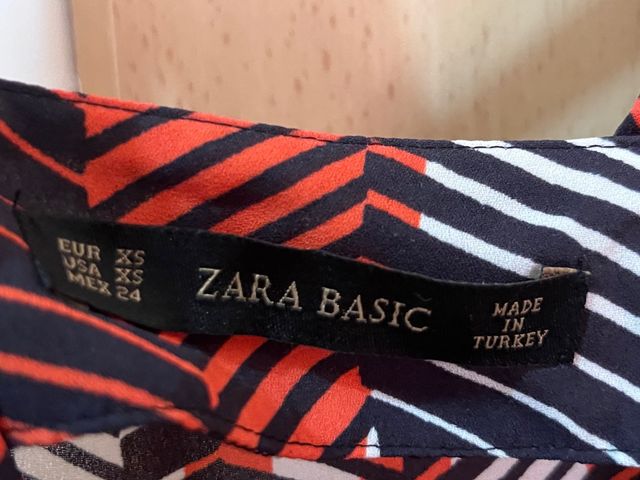 EUR XS
USA XS
MEX 24
ZARA BASIC
MADE
IN
TURKEY